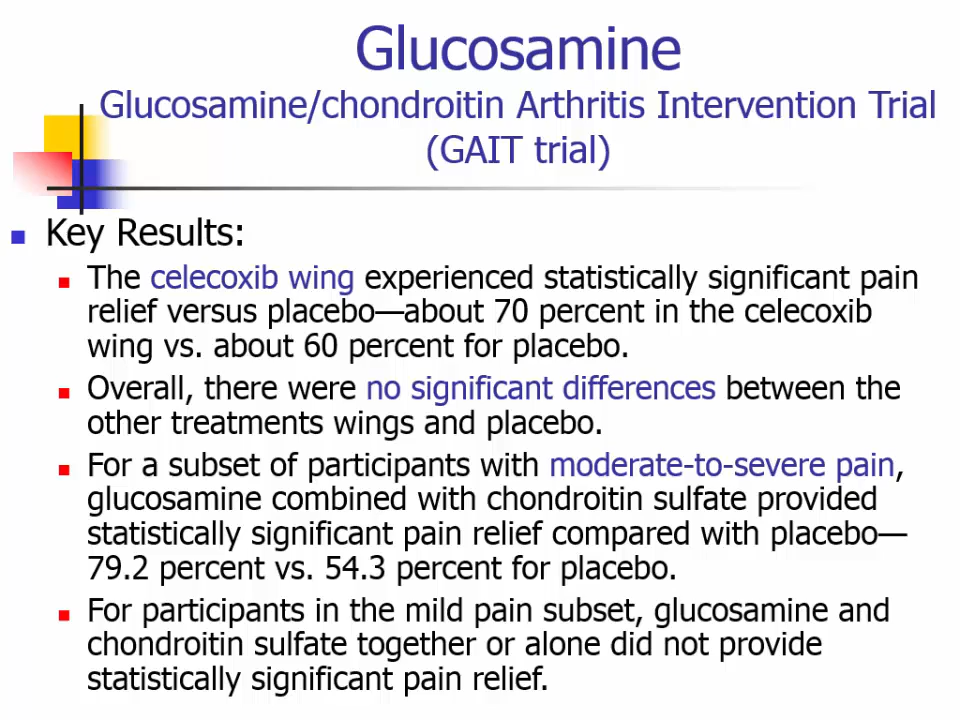 Glucosamine
Glucosamine/chondroitin Arthritis Intervention Trial
(GAIT trial)
Key Results:
The celecoxib wing experienced statistically significant pain
relief versus placebo—about 70 percent in the celecoxib
wing vs. about 60 percent for placebo.
Overall, there were no significant differences between the
other treatments wings and placebo.
For a subset of participants with moderate-to-severe pain,
glucosamine combined with chondroitin sulfate provided
statistically significant pain relief compared with placebo—
79.2 percent vs. 54.3 percent for placebo.
For participants in the mild pain subset, glucosamine and
chondroitin sulfate together or alone did not provide
statistically significant pain relief.